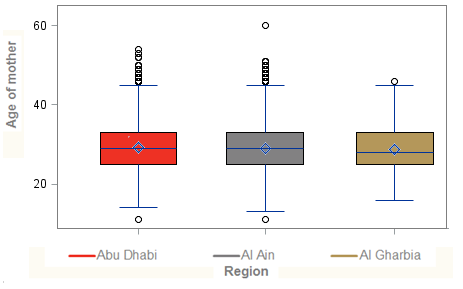 Age of mother
60
40
20
Abu Dhabi
Al Ain
Al Gharbia
Region